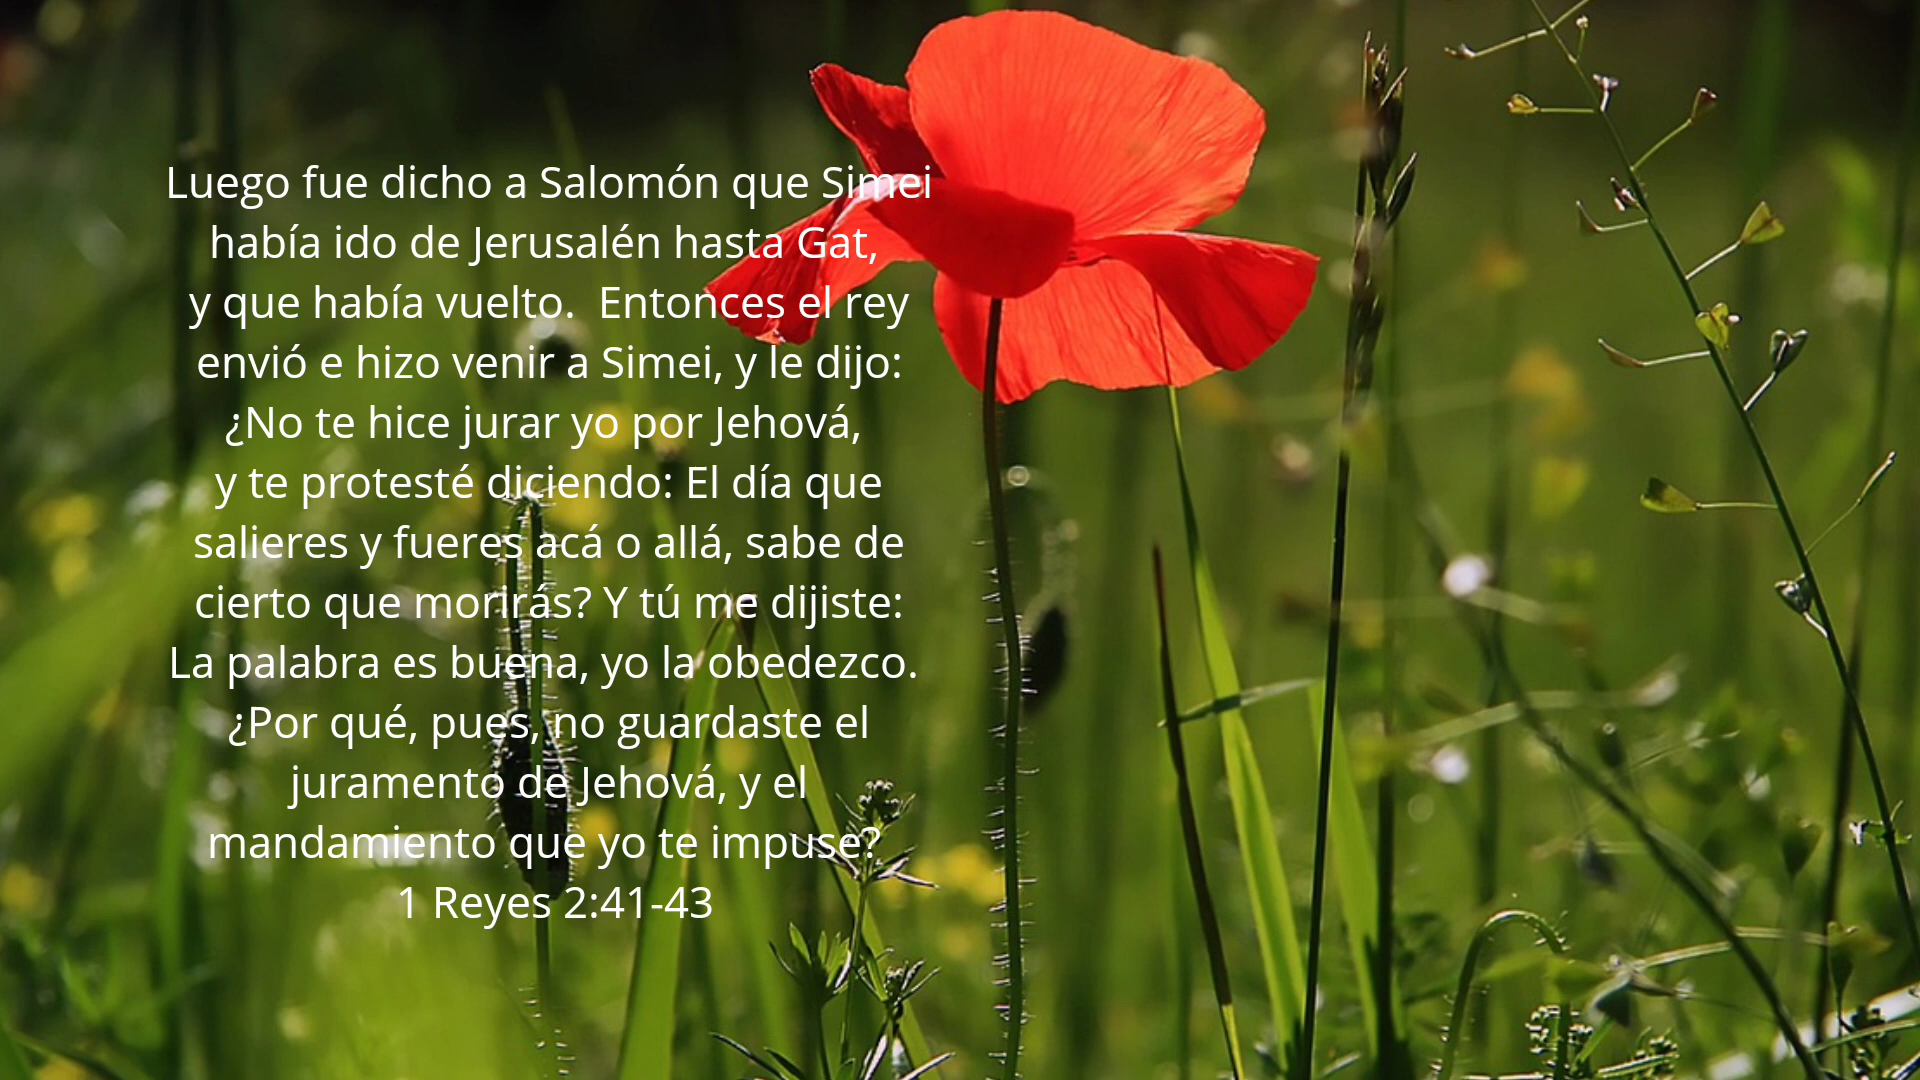 Luego fue dicho a Salomón que Simei
había ido de Jerusalén hasta Gat,
y que había vuelto. Entonces el rey
envió e hizo venir a Simei, y le dijo:
¿No te hice jurar yo por Jehová,
y te protesté diciendo: El día que
salieres y fueres acá o allá, sabe de
cierto que morirás? Y tú me dijiste:
La palabra es buena, yo la obedezco.
¿Por qué, pues, no guardaste el
juramento de Jehová, y el
mandamiento que yo te impuse?
1 Reyes 2:41-43